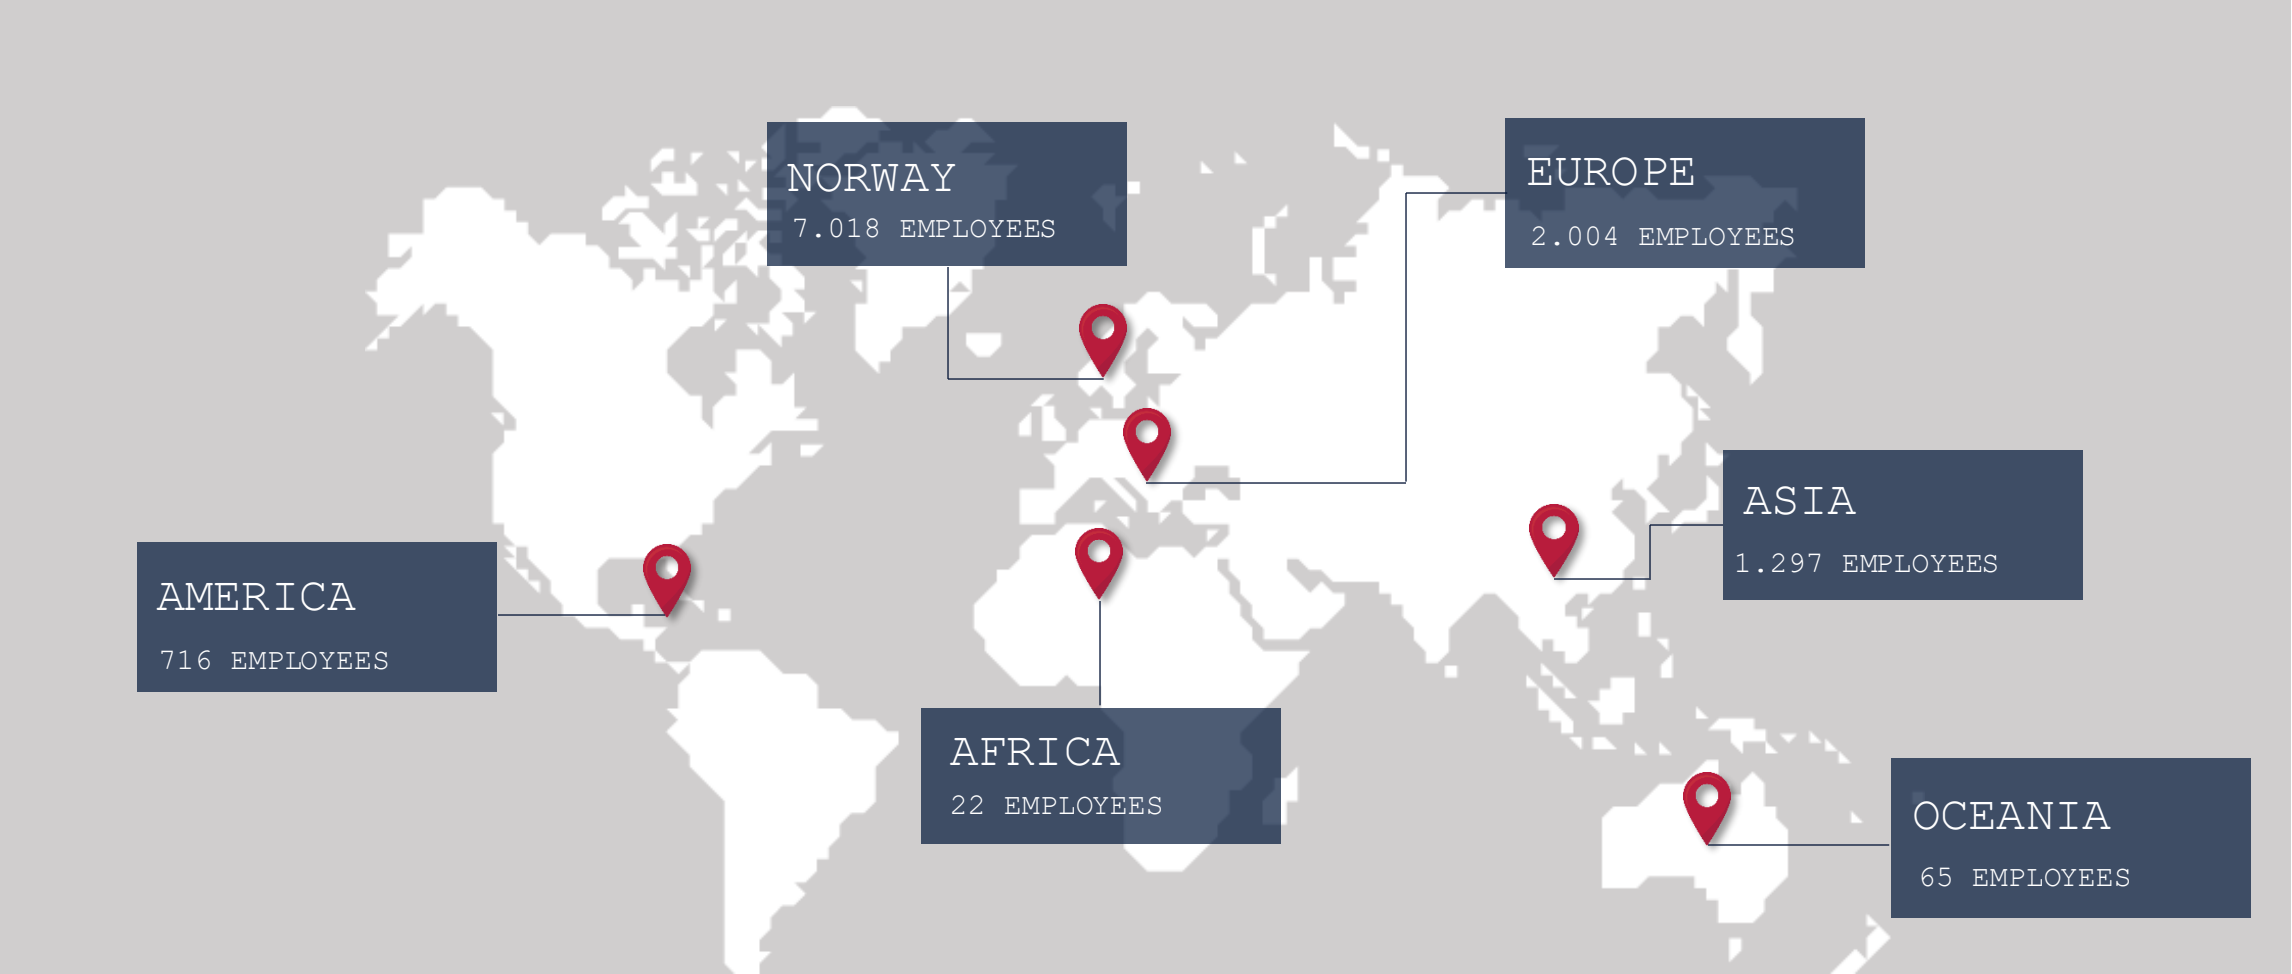 NORWAY
7.018 EMPLOYEES
EUROPE
2.004 EMPLOYEES
ASIA
1.297 EMPLOYEES
AMERICA
716 EMPLOYEES
AFRICA
22 EMPLOYEES
OCEANIA
65 EMPLOYEES